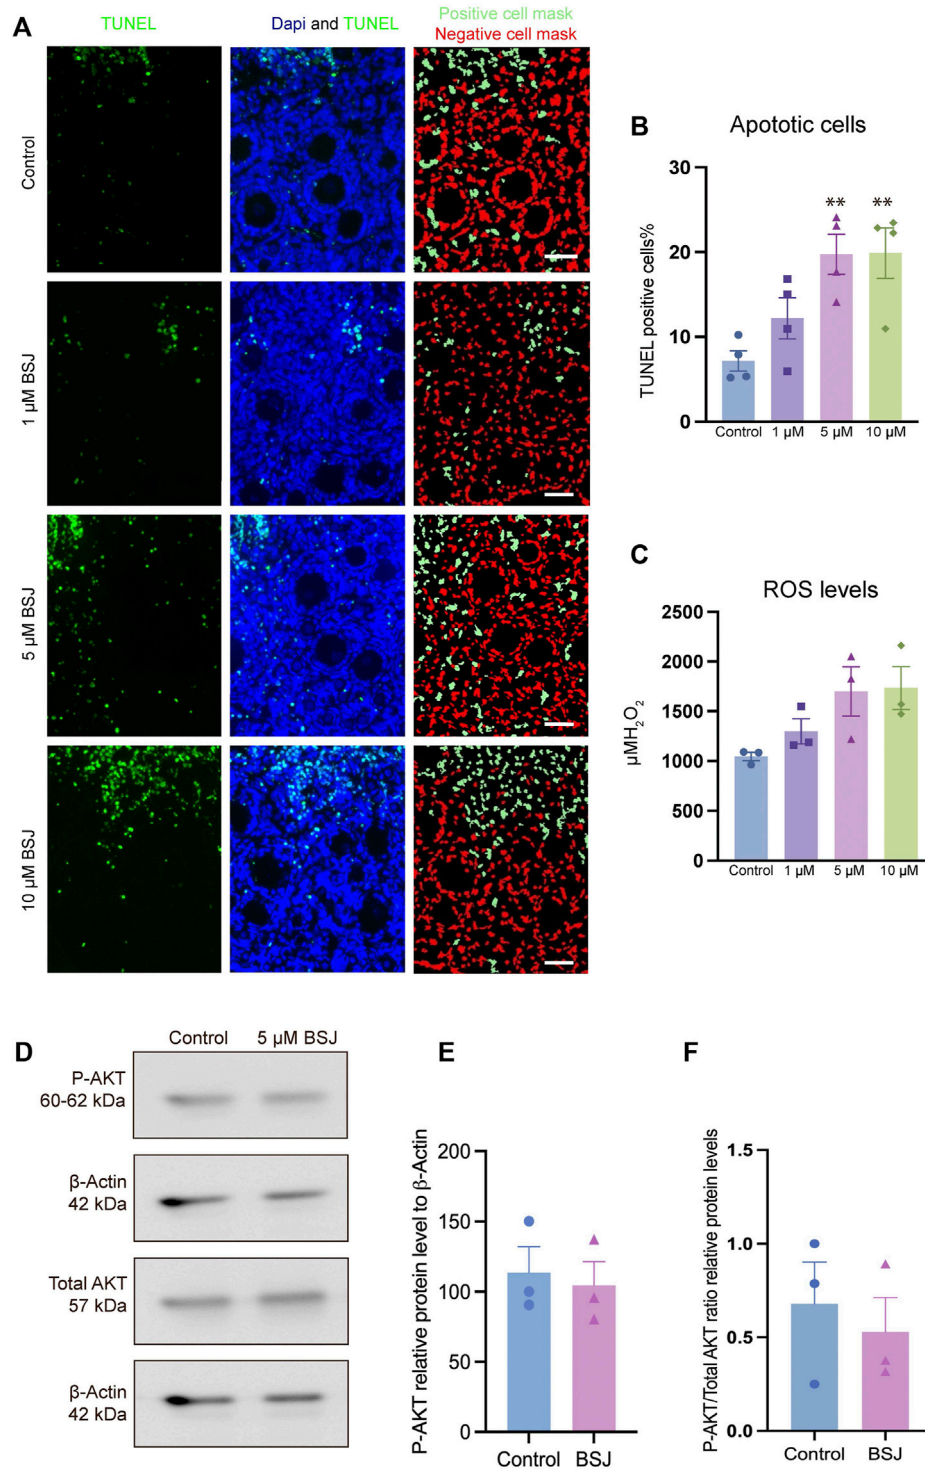 A
TUNEL
Dapi and TUNEL
Positive cell mask
Negative cell mask
Control
1 µM BSJ
5 µM BSJ
10 µM BSJ
B
Apototic cells
TUNEL positive cells%
30
20
10
0
**
**
Control
1 µM
5 µM
10 µM
C
ROS levels
µMH₂O₂
2500
2000
1500
1000
500
0
Control
1 µM
5 µM
10 µM
D
Control
5 µM BSJ
P-AKT
60-62 kDa
β-Actin
42 kDa
Total AKT
57 kDa
β-Actin
42 kDa
E
P-AKT relative protein level to β-Actin
200
150
100
50
0
Control
BSJ
F
P-AKT/Total AKT ratio relative protein levels
1.5
1.0
0.5
0.0
Control
BSJ